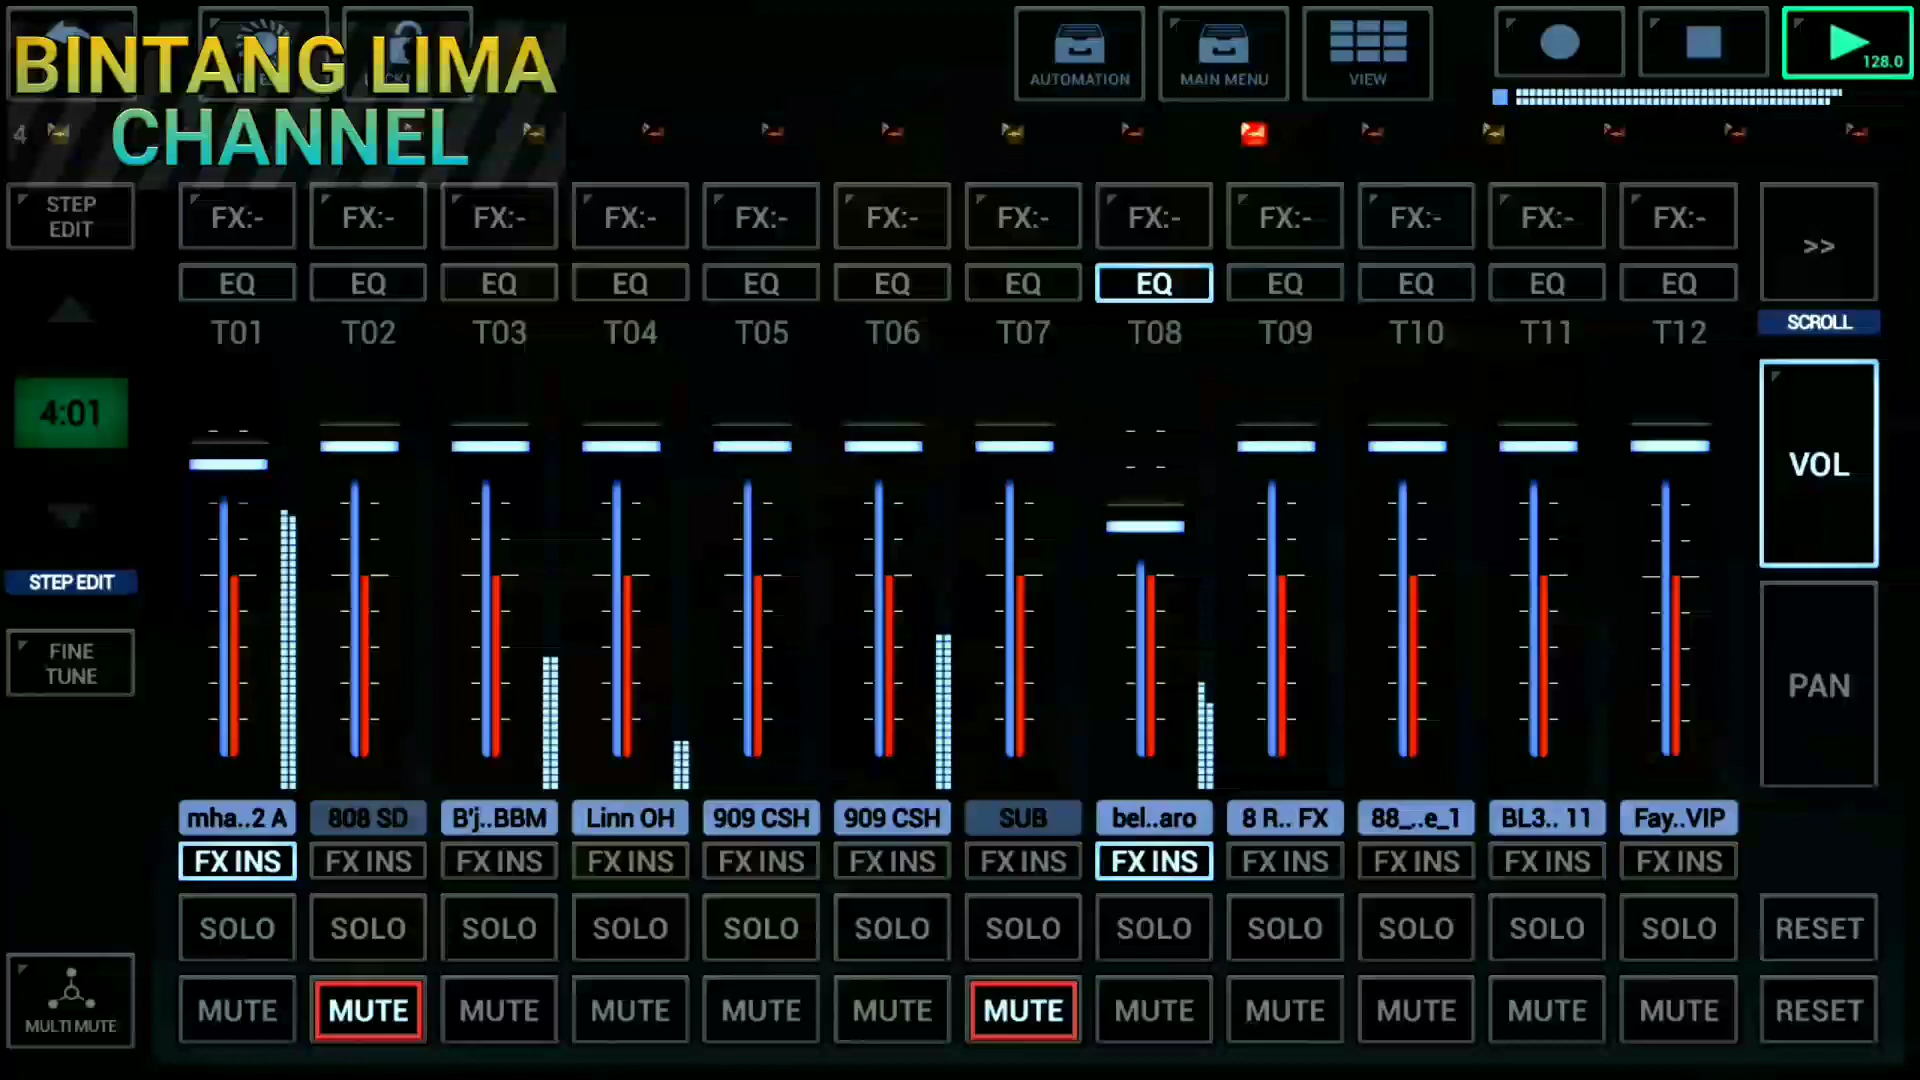 BINTANG LIMA
CHANNEL
AUTOMATION
MAIN MENU
VIEW
128.0
4
STEP
EDIT
FX:- FX:- FX:- FX:- FX:- FX:- FX:- FX:- FX:- FX:- FX:- FX:-
>>
EQ EQ EQ EQ EQ EQ EQ EQ EQ EQ EQ EQ
T01 T02 T03 T04 T05 T06 T07 T08 T09 T10 T11 T12
SCROLL
4:01
VOL
STEP EDIT
FINE
TUNE
PAN
mha..2 A 808 SD B'j..BBM Linn OH 909 CSH 909 CSH SUB bel..aro 8 R.. FX 88_..e_1 BL3.. 11 Fay..VIP
FX INS FX INS FX INS FX INS FX INS FX INS FX INS FX INS FX INS FX INS FX INS FX INS
SOLO SOLO SOLO SOLO SOLO SOLO SOLO SOLO SOLO SOLO SOLO SOLO RESET
MULTI MUTE
MUTE MUTE MUTE MUTE MUTE MUTE MUTE MUTE MUTE MUTE MUTE MUTE RESET